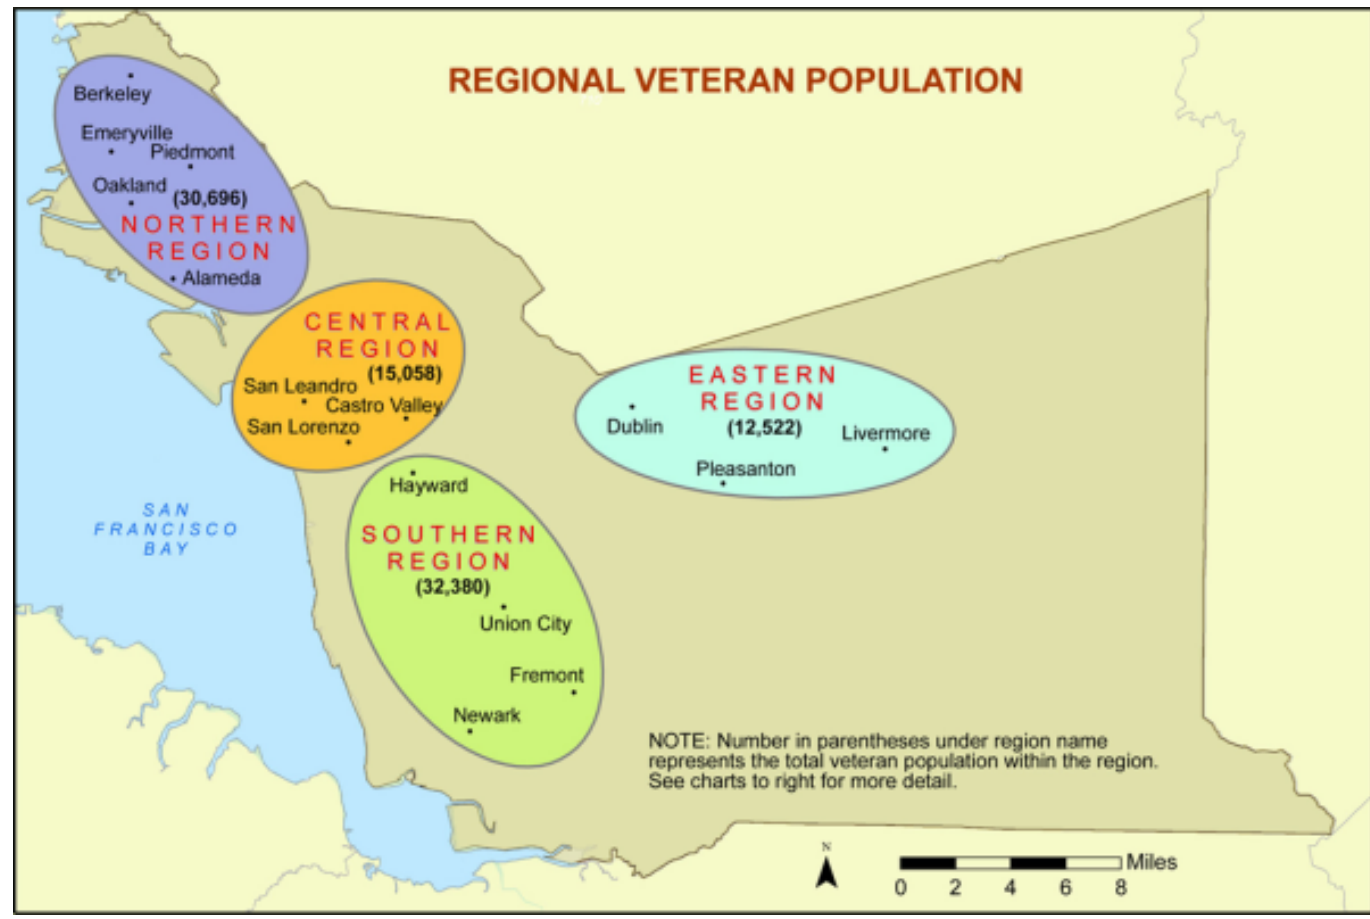 REGIONAL VETERAN POPULATION
Berkeley
Emeryville
Piedmont
Oakland
(30,696)
NORTHERN
REGION
Alameda
CENTRAL
REGION
(15,058)
San Leandro
Castro Valley
San Lorenzo
EASTERN
REGION
(12,522)
Dublin
Livermore
Pleasanton
Hayward
SOUTHERN
REGION
(32,380)
Union City
Fremont
Newark
SAN
FRANCISCO
BAY
NOTE: Number in parentheses under region name
represents the total veteran population within the region.
See charts to right for more detail.
N
Miles
0 2 4 6 8